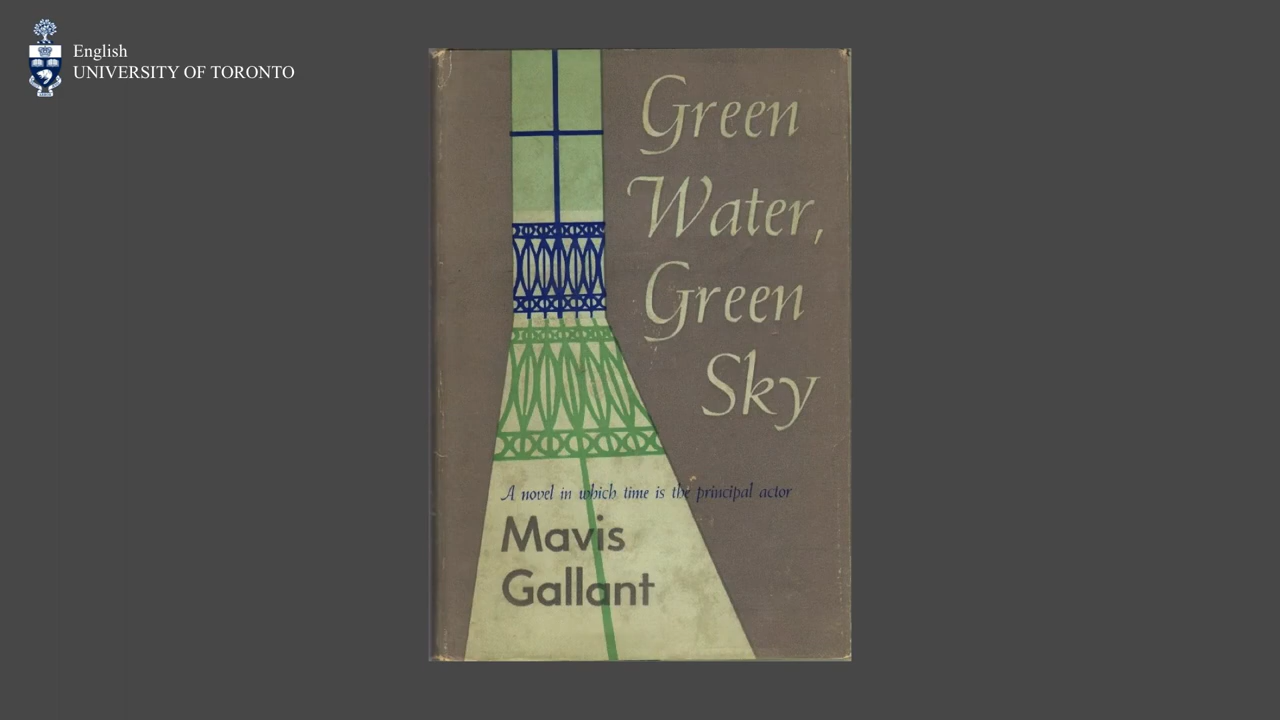 English
UNIVERSITY OF TORONTO
Green
Water,
Green
Sky
A novel in which time is the principal actor
Mavis
Gallant